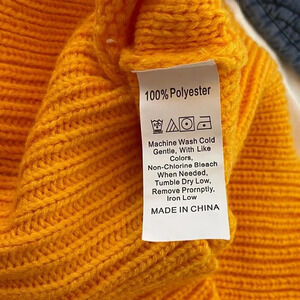 100% Polyester
Machine Wash Cold
Gentle, With Like
Colors,
Non-Chlorine Bleach
When Needed,
Tumble Dry Low,
Remove Promptly,
Iron Low
MADE IN CHINA